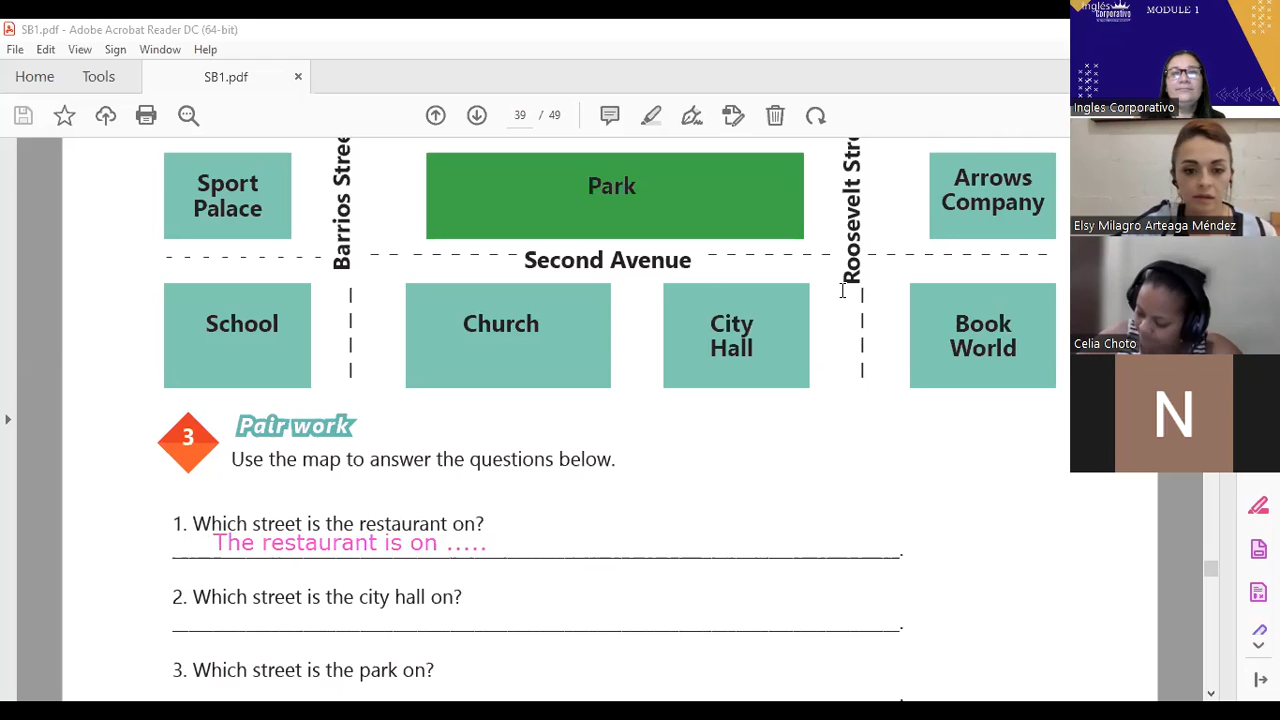 SB1.pdf - Adobe Acrobat Reader DC (64-bit)
File Edit View Sign Window Help
Home Tools SB1.pdf ×
39 / 49
Sport
Palace
Barrios Stree
Park
Roosevelt Stre
Arrows
Company
Second Avenue
School
Church
City
Hall
Book
World
3
Pair work
Use the map to answer the questions below.
1. Which street is the restaurant on?
The restaurant is on .....
2. Which street is the city hall on?
3. Which street is the park on?
Inglés
Corporativo
MODULE 1
Ingles Corporativo
Elsy Milagro Arteaga Méndez
Celia Choto
N